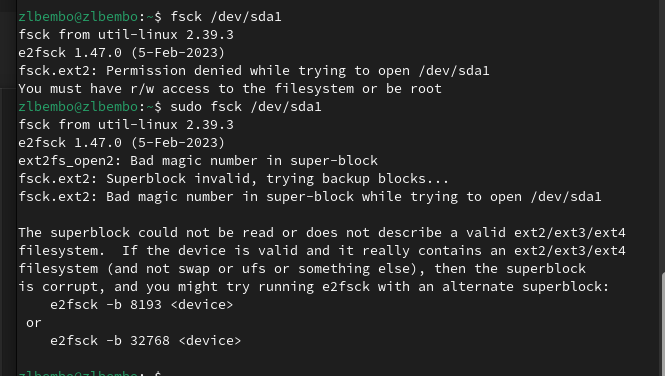 zlbembo@zlbembo:~$ fsck /dev/sda1
fsck from util-linux 2.39.3
e2fsck 1.47.0 (5-Feb-2023)
fsck.ext2: Permission denied while trying to open /dev/sda1
You must have r/w access to the filesystem or be root
zlbembo@zlbembo:~$ sudo fsck /dev/sda1
fsck from util-linux 2.39.3
e2fsck 1.47.0 (5-Feb-2023)
ext2fs_open2: Bad magic number in super-block
fsck.ext2: Superblock invalid, trying backup blocks...
fsck.ext2: Bad magic number in super-block while trying to open /dev/sda1

The superblock could not be read or does not describe a valid ext2/ext3/ext4
filesystem.  If the device is valid and it really contains an ext2/ext3/ext4
filesystem (and not swap or ufs or something else), then the superblock
is corrupt, and you might try running e2fsck with an alternate superblock:
    e2fsck -b 8193 <device>
 or
    e2fsck -b 32768 <device>

zlbembo@zlbembo:~$